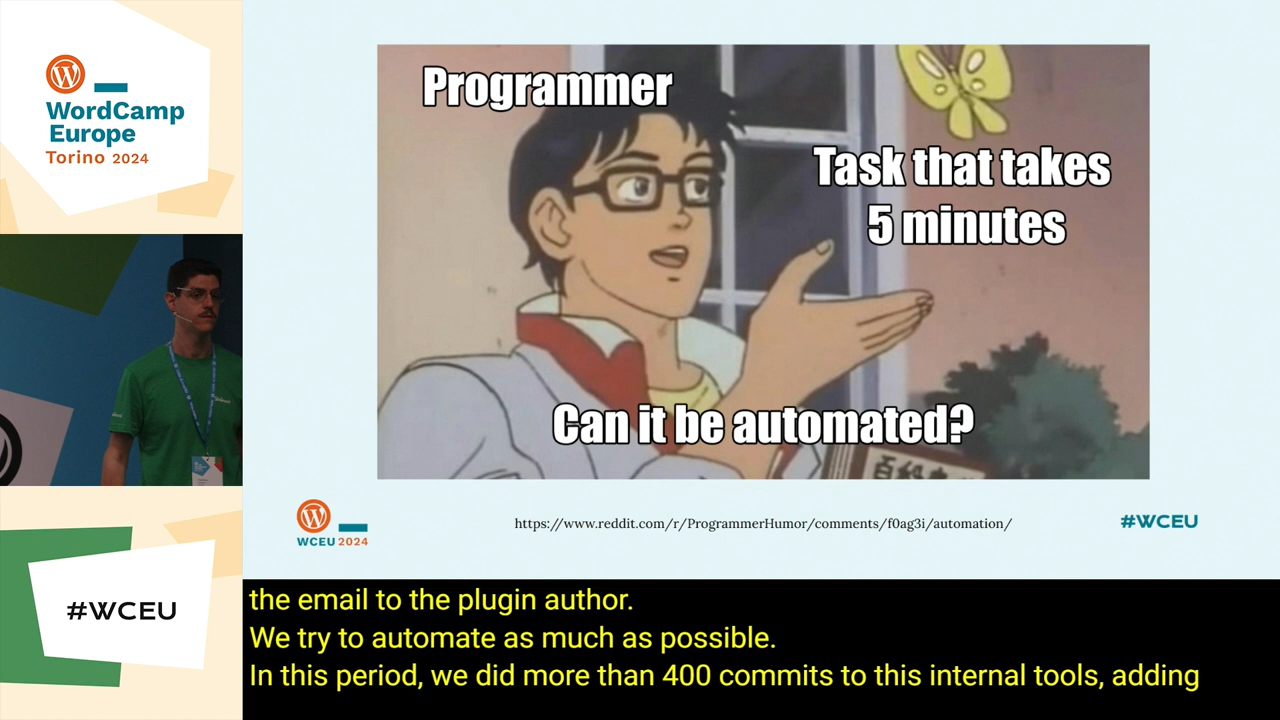 WordCamp
Europe
Torino 2024
Programmer
Task that takes
5 minutes
Can it be automated?
WCEU 2024
https://www.reddit.com/r/ProgrammerHumor/comments/f0ag3i/automation/
#WCEU
#WCEU
the email to the plugin author.
We try to automate as much as possible.
In this period, we did more than 400 commits to this internal tools, adding